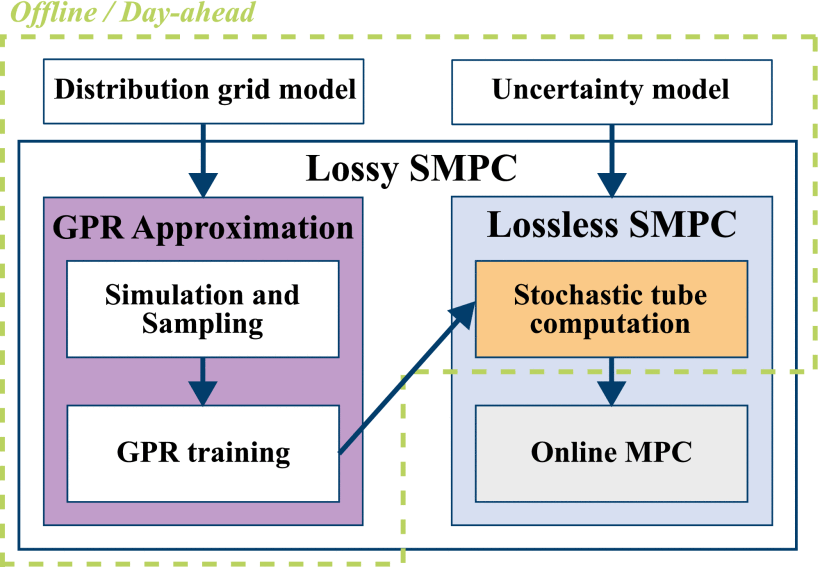 Offline / Day-ahead
Distribution grid model
Uncertainty model
Lossy SMPC
GPR Approximation
Lossless SMPC
Simulation and
Sampling
Stochastic tube
computation
GPR training
Online MPC